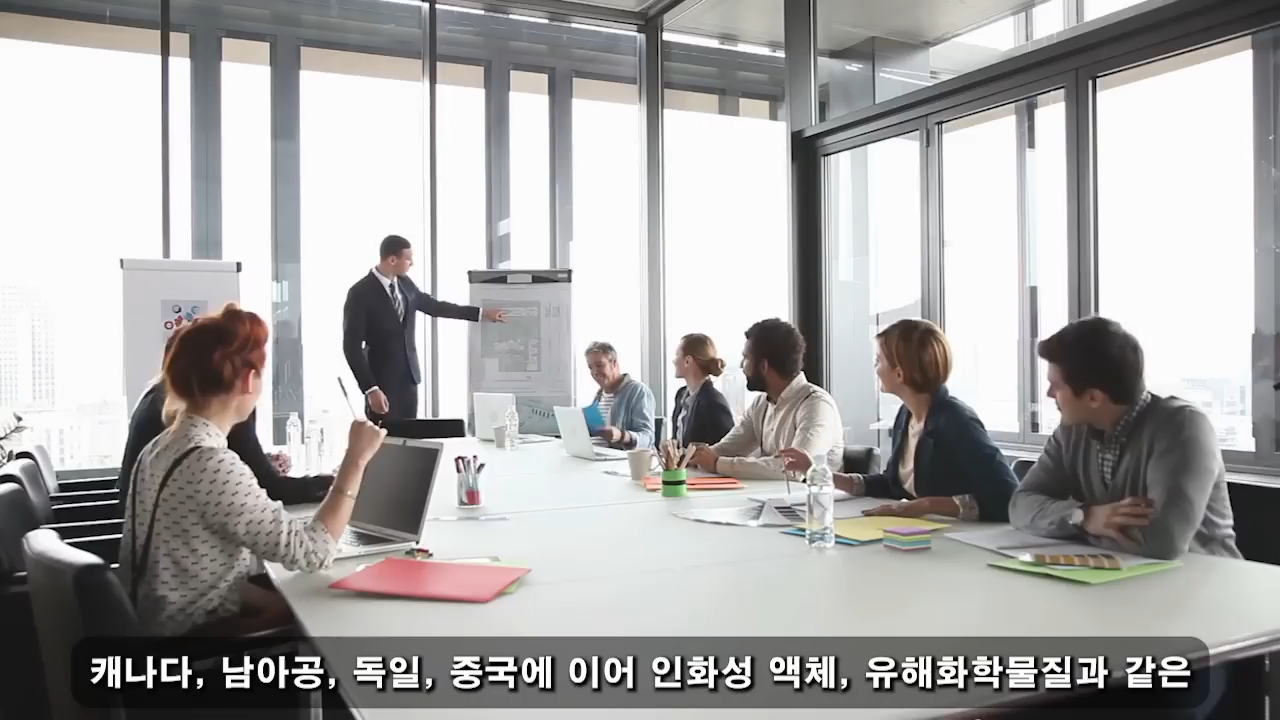 캐나다, 남아공, 독일, 중국에 이어 인화성 액체, 유해화학물질과 같은